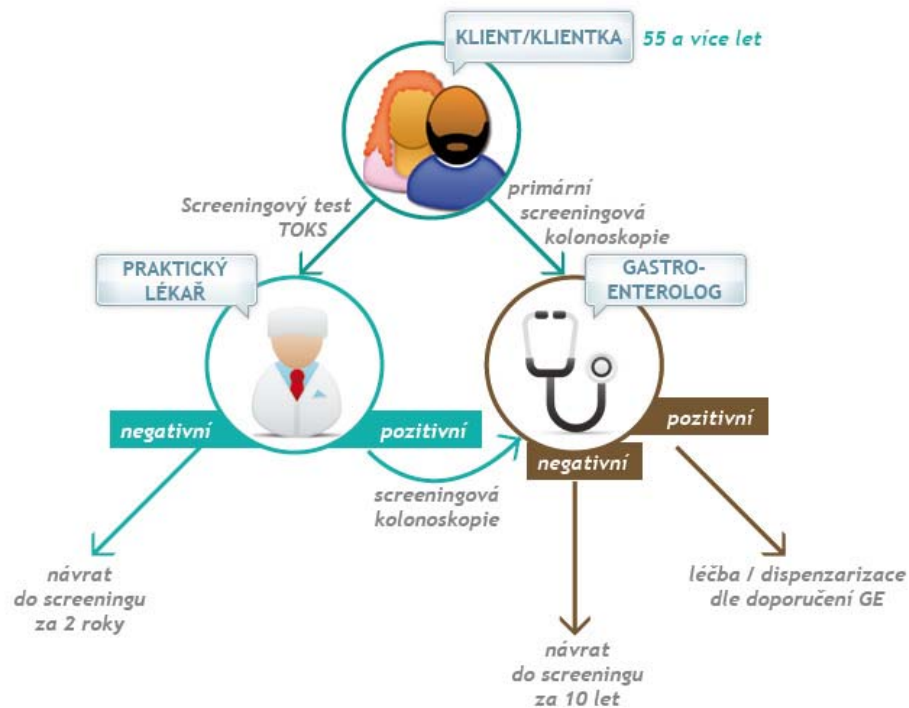 KLIENT/KLIENTKA
55 a více let
Screeningový test
TOKS
primární
screeningová
kolonoskopie
PRAKTICKÝ
LÉKAŘ
GASTRO-
ENTEROLOG
negativní
pozitivní
negativní
pozitivní
screeningová
kolonoskopie
návrat
do screeningu
za 2 roky
léčba / dispenzarizace
dle doporučení GE
návrat
do screeningu
za 10 let